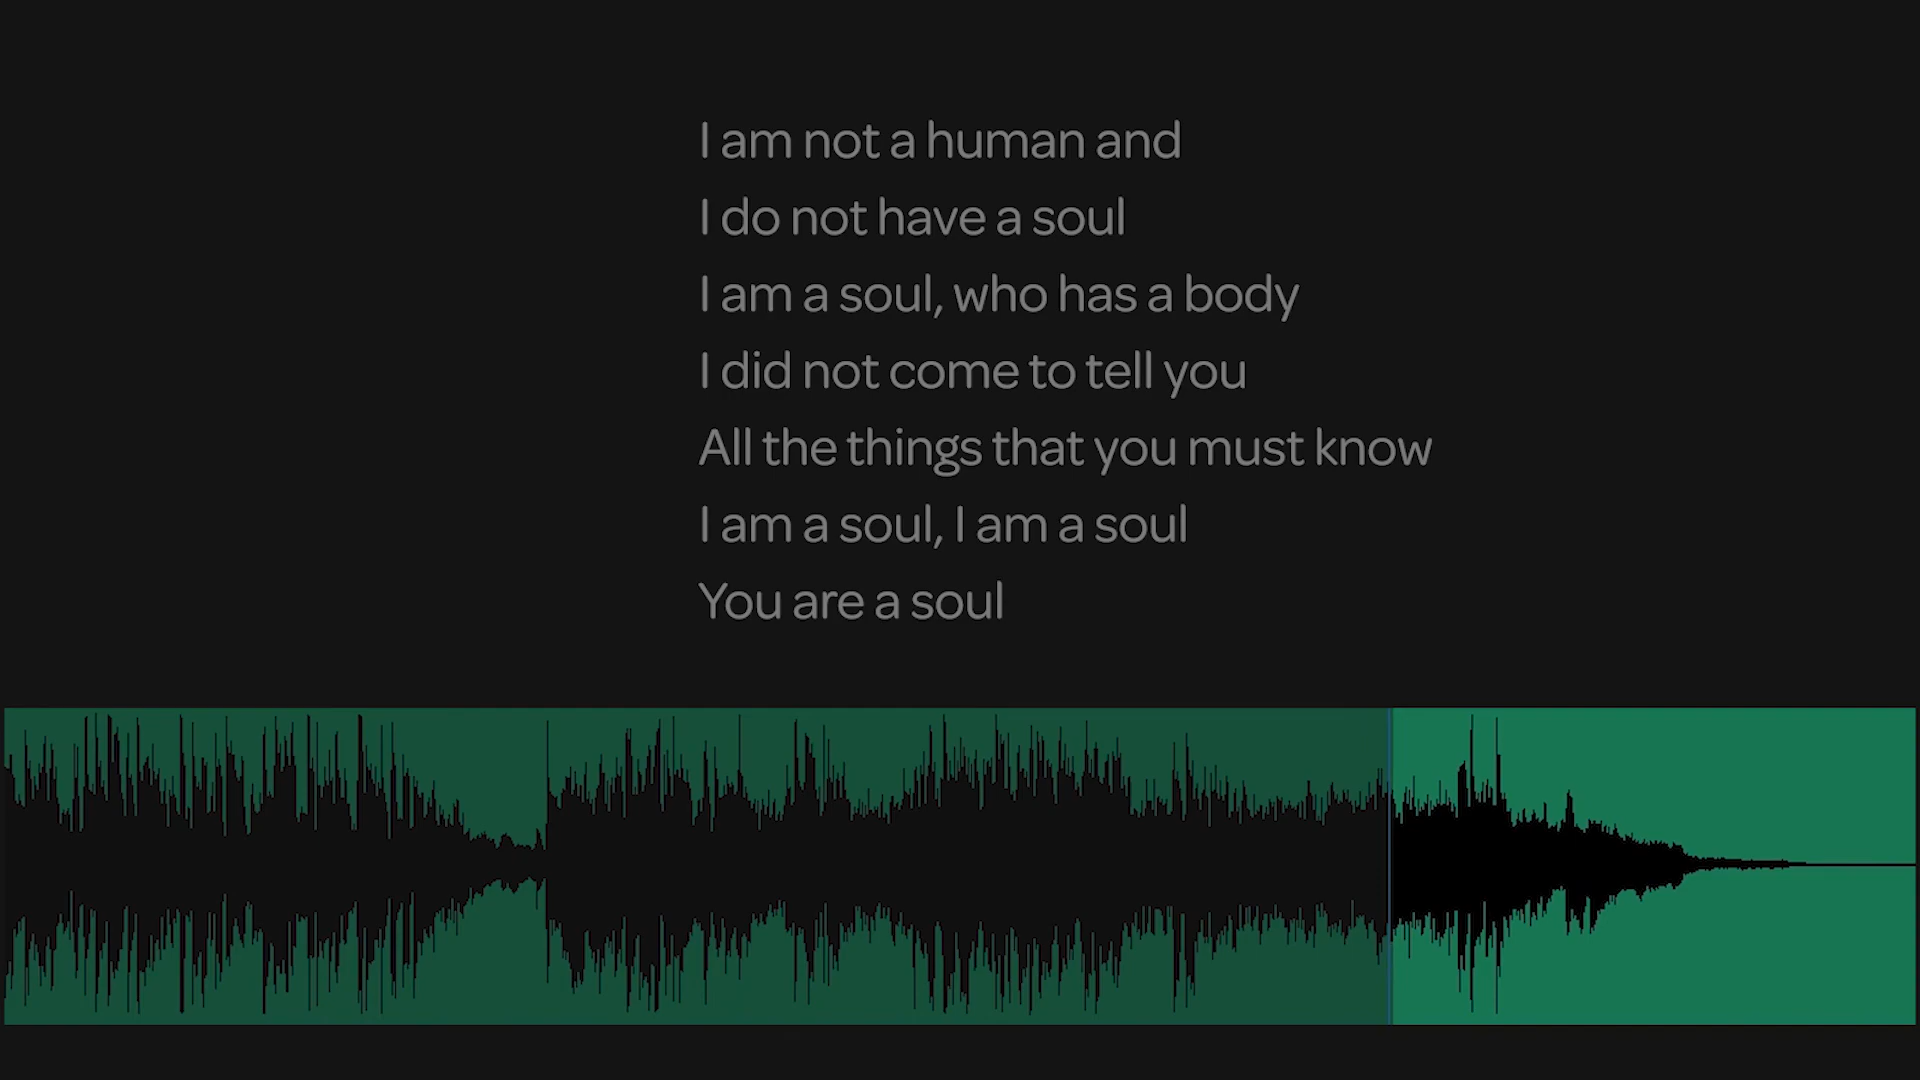 I am not a human and
I do not have a soul
I am a soul, who has a body
I did not come to tell you
All the things that you must know
I am a soul, I am a soul
You are a soul